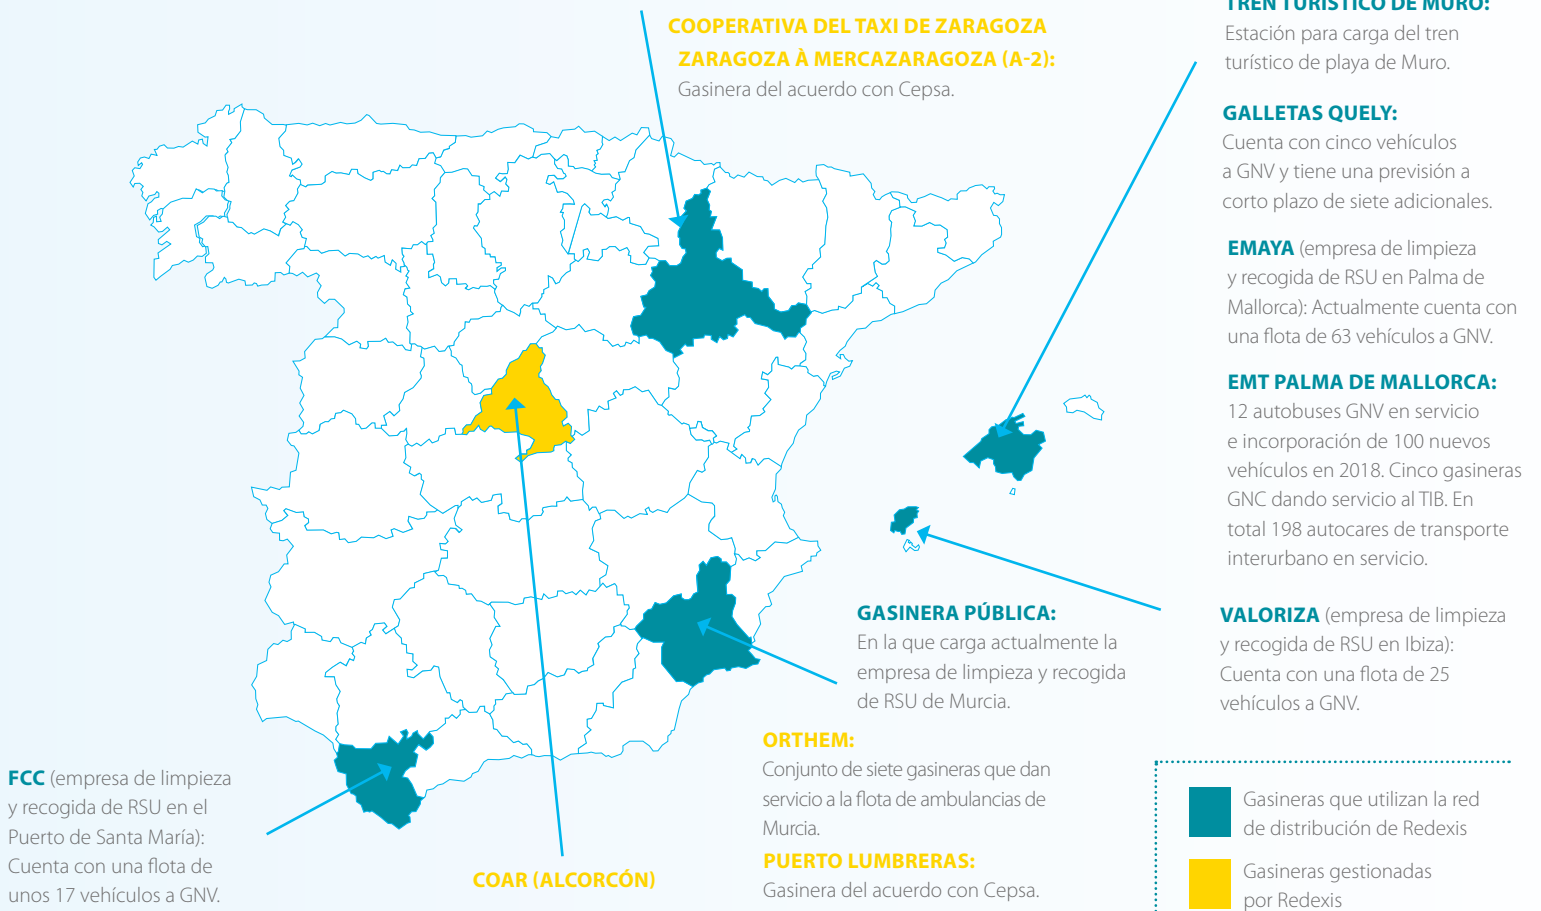 COOPERATIVA DEL TAXI DE ZARAGOZA
ZARAGOZA À MERCAZARAGOZA (A-2):
Gasinera del acuerdo con Cepsa.
TREN TURÍSTICO DE MURO:
Estación para carga del tren
turístico de playa de Muro.
GALLETAS QUELY:
Cuenta con cinco vehículos
a GNV y tiene una previsión a
corto plazo de siete adicionales.
EMAYA (empresa de limpieza
y recogida de RSU en Palma de
Mallorca): Actualmente cuenta con
una flota de 63 vehículos a GNV.
EMT PALMA DE MALLORCA:
12 autobuses GNV en servicio
e incorporación de 100 nuevos
vehículos en 2018. Cinco gasineras
GNC dando servicio al TIB. En
total 198 autocares de transporte
interurbano en servicio.
VALORIZA (empresa de limpieza
y recogida de RSU en Ibiza):
Cuenta con una flota de 25
vehículos a GNV.
GASINERA PÚBLICA:
En la que carga actualmente la
empresa de limpieza y recogida
de RSU de Murcia.
ORTHEM:
Conjunto de siete gasineras que dan
servicio a la flota de ambulancias de
Murcia.
PUERTO LUMBRERAS:
Gasinera del acuerdo con Cepsa.
COAR (ALCORCÓN)
FCC (empresa de limpieza
y recogida de RSU en el
Puerto de Santa María):
Cuenta con una flota de
unos 17 vehículos a GNV.
Gasineras que utilizan la red
de distribución de Redexis
Gasineras gestionadas
por Redexis